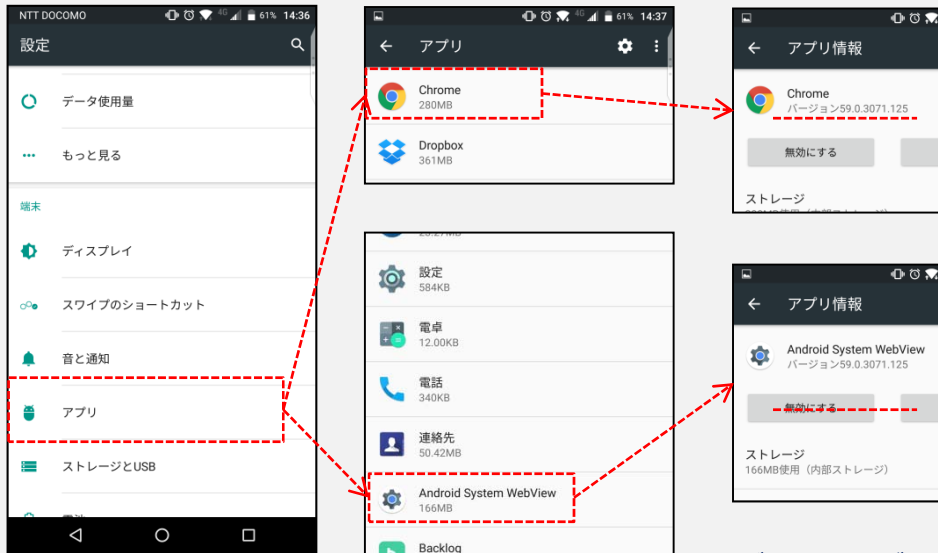 NTT DOCOMO 4G 61% 14:36
設定
データ使用量
もっと見る
端末
ディスプレイ
スワイプのショートカット
音と通知
アプリ
ストレージとUSB
4G 61% 14:37
アプリ
Chrome
280MB
Dropbox
361MB
設定
584KB
電卓
12.00KB
電話
340KB
連絡先
50.42MB
Android System WebView
166MB
Backlog
アプリ情報
Chrome
バージョン59.0.3071.125
無効にする
ストレージ
アプリ情報
Android System WebView
バージョン59.0.3071.125
無効にする
ストレージ
166MB使用（内部ストレージ）